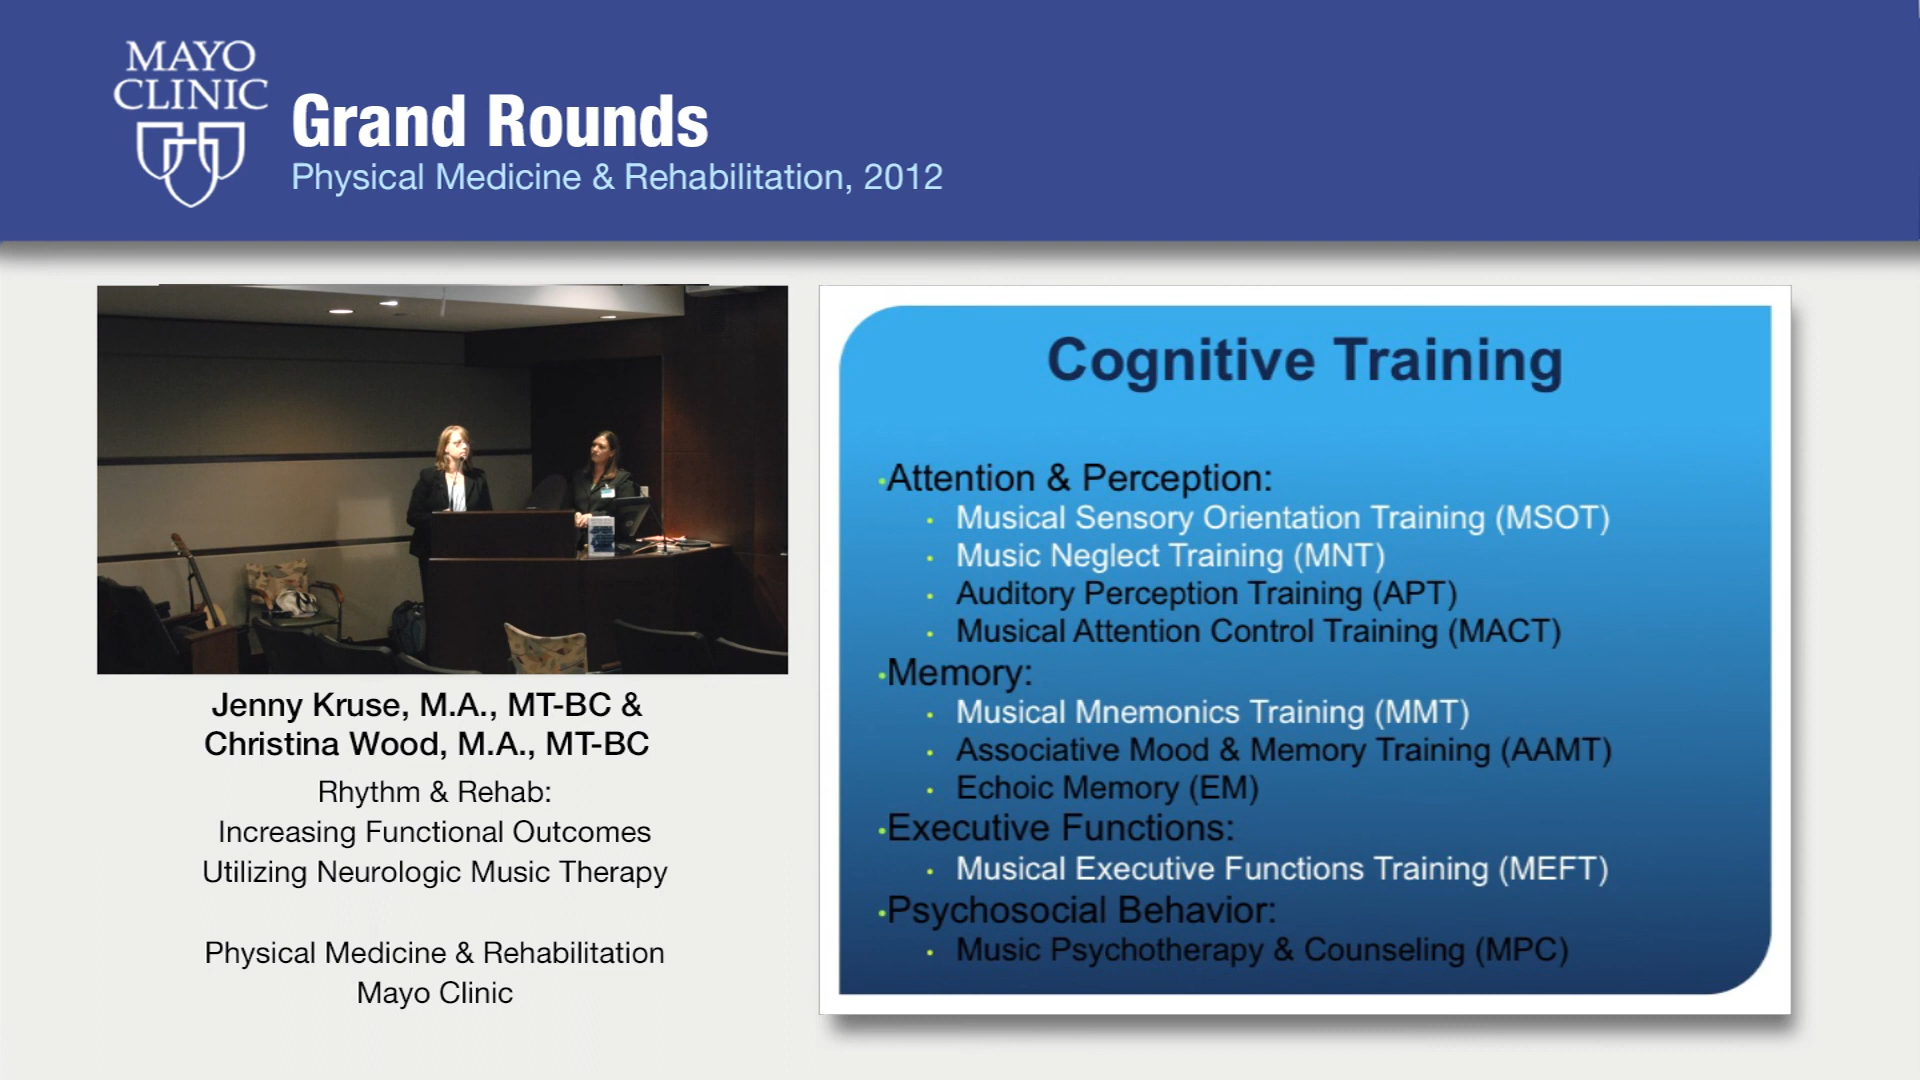 MAYO
CLINIC
Grand Rounds
Physical Medicine & Rehabilitation, 2012
Jenny Kruse, M.A., MT-BC &
Christina Wood, M.A., MT-BC
Rhythm & Rehab:
Increasing Functional Outcomes
Utilizing Neurologic Music Therapy
Physical Medicine & Rehabilitation
Mayo Clinic
Cognitive Training
•Attention & Perception:
• Musical Sensory Orientation Training (MSOT)
• Music Neglect Training (MNT)
• Auditory Perception Training (APT)
• Musical Attention Control Training (MACT)
•Memory:
• Musical Mnemonics Training (MMT)
• Associative Mood & Memory Training (AAMT)
• Echoic Memory (EM)
•Executive Functions:
• Musical Executive Functions Training (MEFT)
•Psychosocial Behavior:
• Music Psychotherapy & Counseling (MPC)